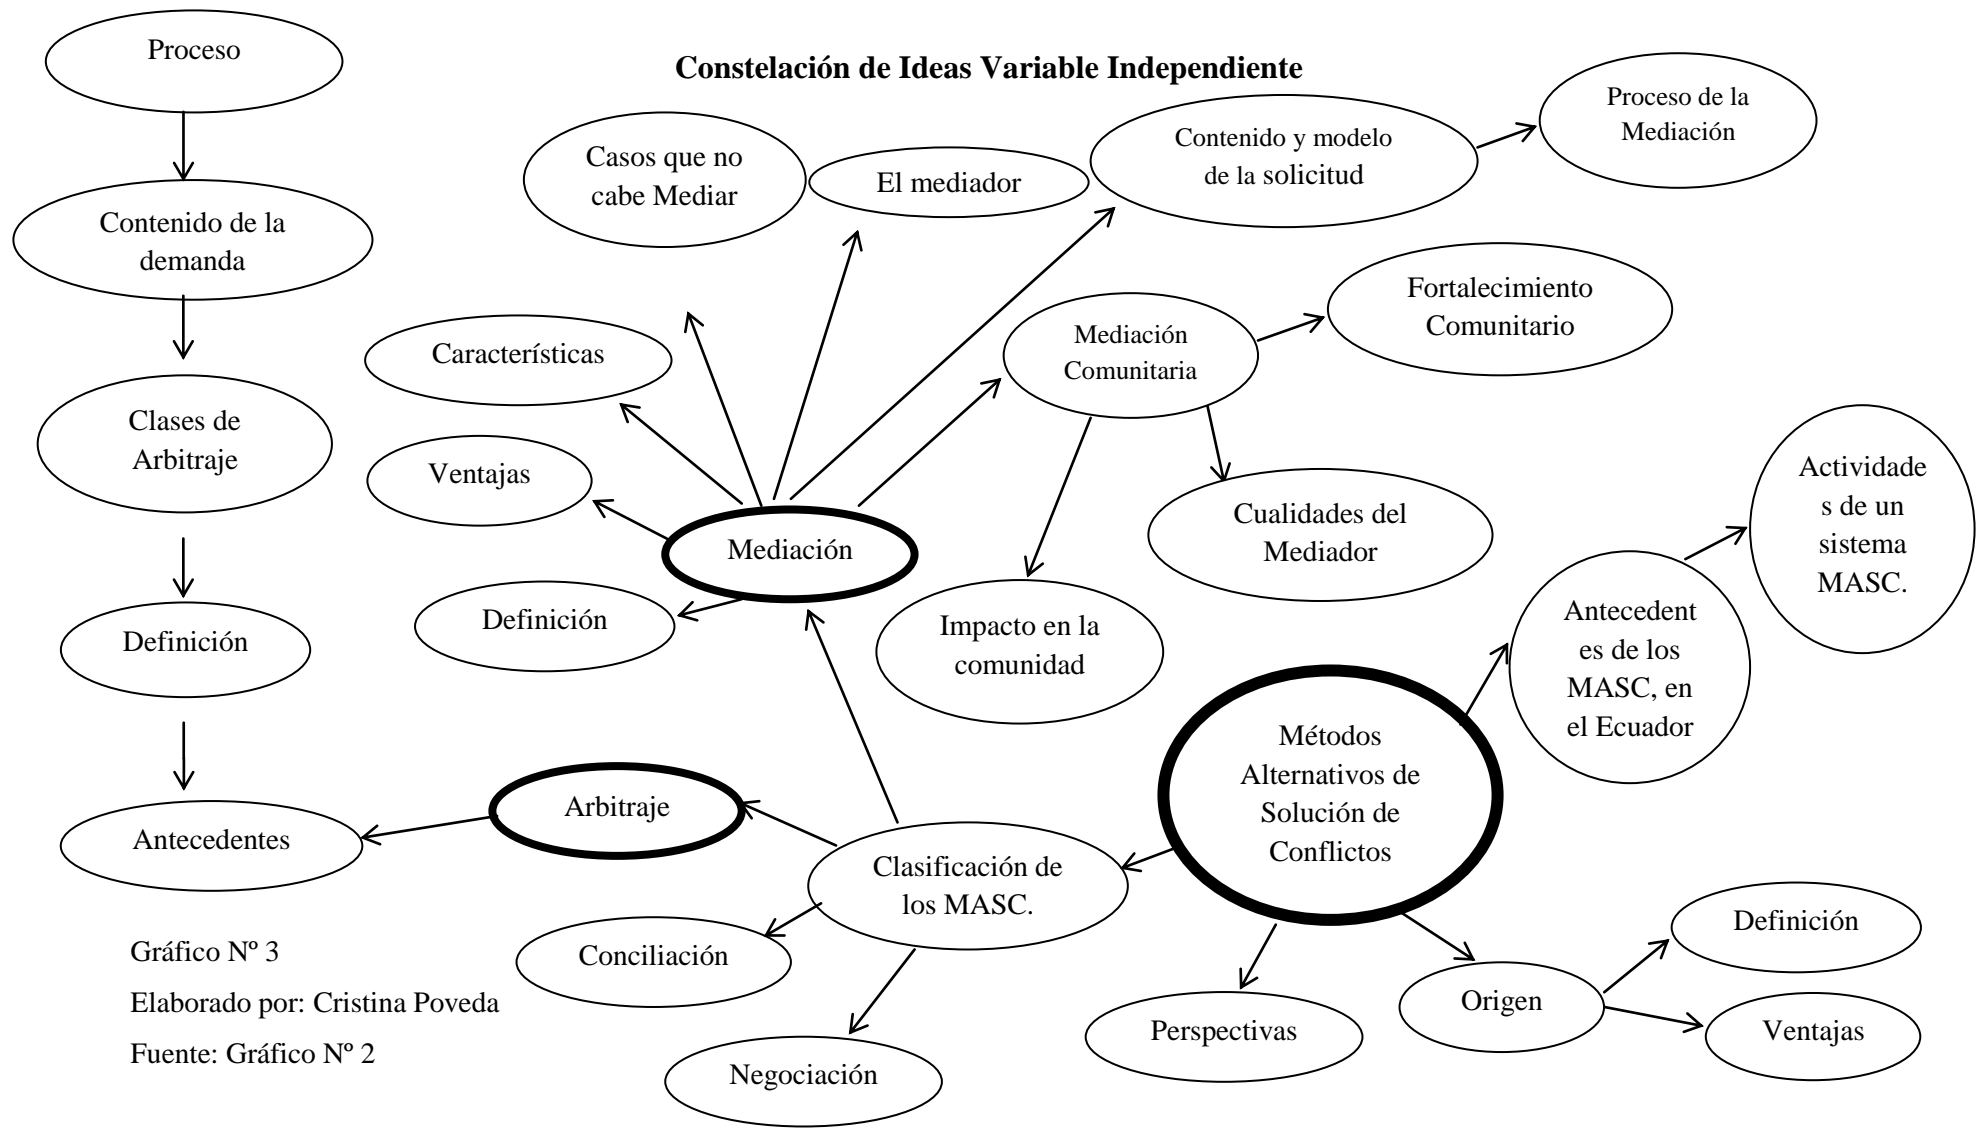 Constelación de Ideas Variable Independiente
Proceso
Contenido de la
demanda
Clases de
Arbitraje
Definición
Antecedentes
Casos que no
cabe Mediar
El mediador
Contenido y modelo
de la solicitud
Proceso de la
Mediación
Características
Ventajas
Definición
Mediación
Mediación
Comunitaria
Fortalecimiento
Comunitario
Cualidades del
Mediador
Impacto en la
comunidad
Actividade
s de un
sistema
MASC.
Antecedent
es de los
MASC, en
el Ecuador
Métodos
Alternativos de
Solución de
Conflictos
Arbitraje
Clasificación de
los MASC.
Conciliación
Negociación
Perspectivas
Origen
Definición
Ventajas
Gráfico Nº 3
Elaborado por: Cristina Poveda
Fuente: Gráfico Nº 2